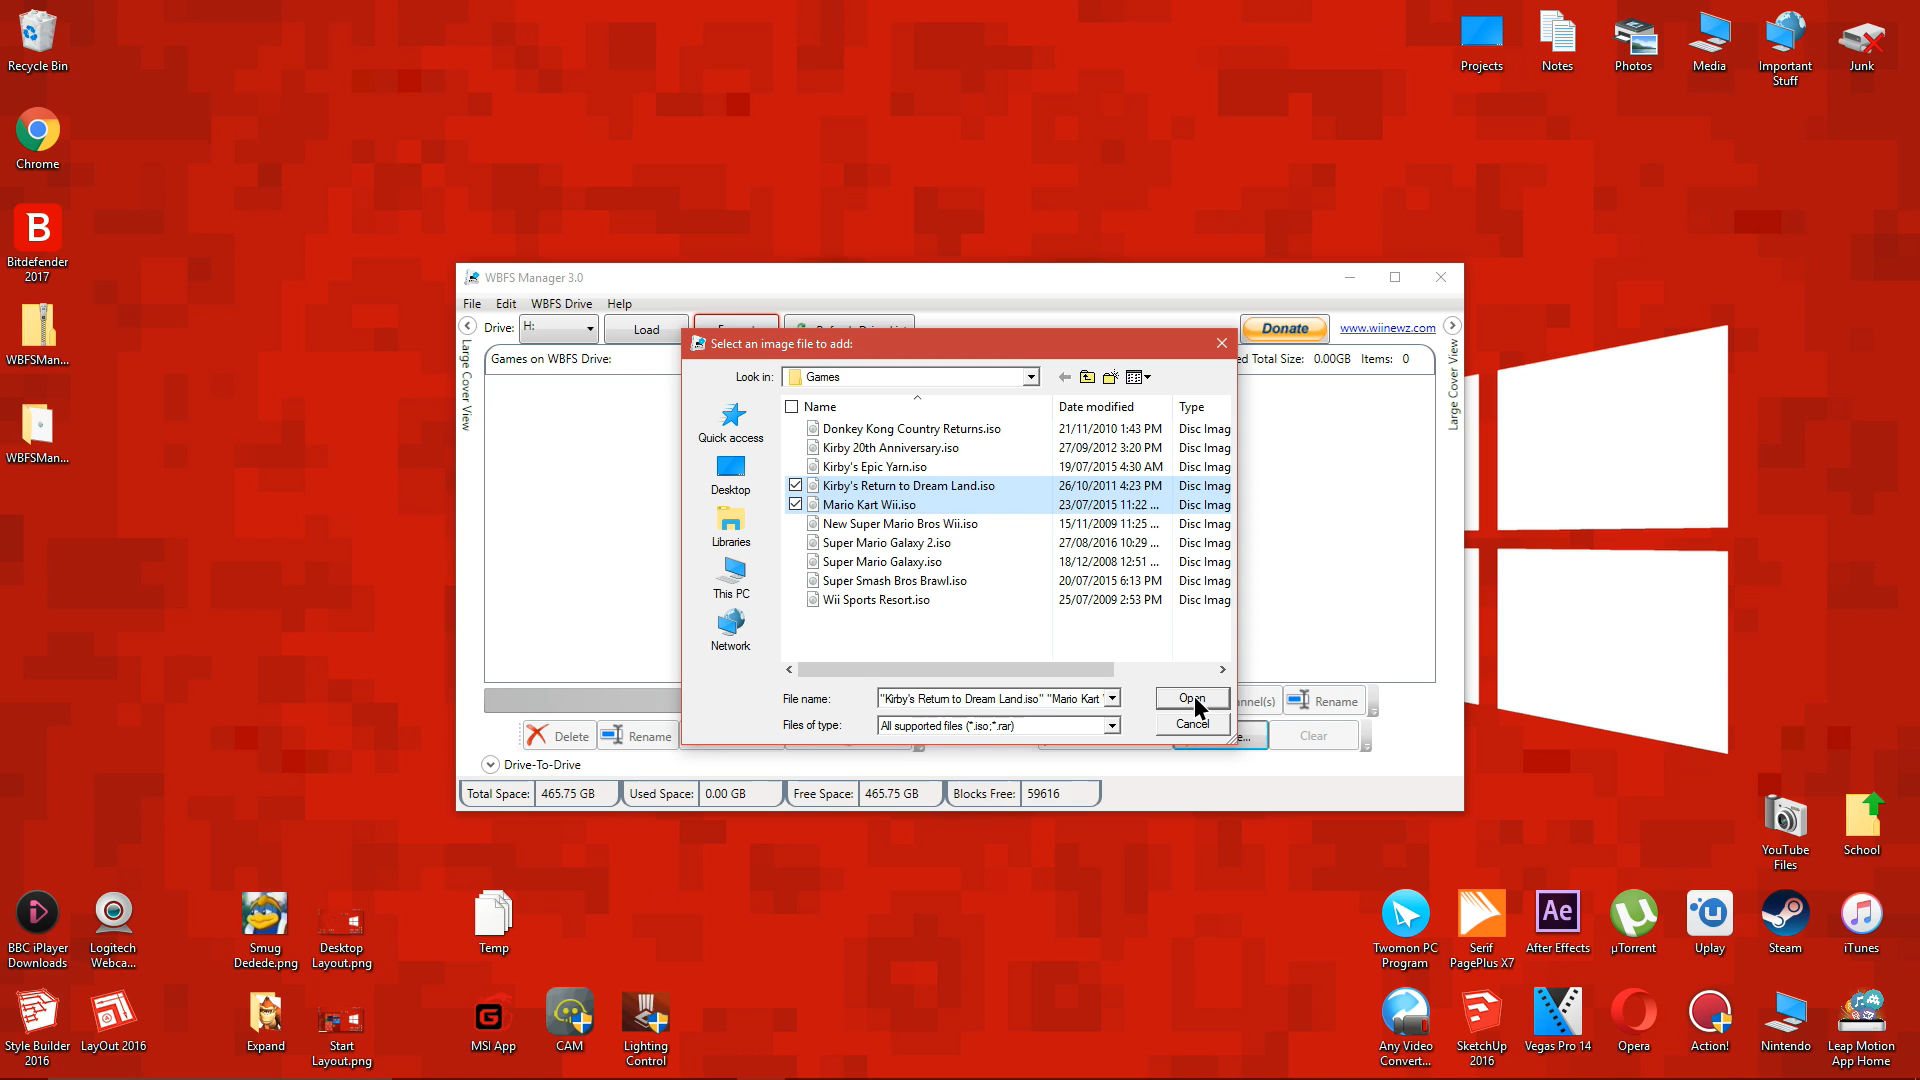 Recycle Bin
Chrome
Bitdefender
2017
WBFSMan...
WBFSMan...
Projects
Notes
Photos
Media
Important
Stuff
Junk
WBFS Manager 3.0
File Edit WBFS Drive Help
Drive: H:
Load
Donate
www.wiinewz.com
Large Cover View
Games on WBFS Drive:
ed Total Size: 0.00GB Items: 0
Large Cover View
Select an image file to add:
Look in: Games
Quick access
Desktop
Libraries
This PC
Network
Name Date modified Type
Donkey Kong Country Returns.iso 21/11/2010 1:43 PM Disc Imag
Kirby 20th Anniversary.iso 27/09/2012 3:20 PM Disc Imag
Kirby's Epic Yarn.iso 19/07/2015 4:30 AM Disc Imag
Kirby's Return to Dream Land.iso 26/10/2011 4:23 PM Disc Imag
Mario Kart Wii.iso 23/07/2015 11:22 ... Disc Imag
New Super Mario Bros Wii.iso 15/11/2009 11:25 ... Disc Imag
Super Mario Galaxy 2.iso 27/08/2016 10:29 ... Disc Imag
Super Mario Galaxy.iso 18/12/2008 12:51 ... Disc Imag
Super Smash Bros Brawl.iso 20/07/2015 6:13 PM Disc Imag
Wii Sports Resort.iso 25/07/2009 2:53 PM Disc Imag
File name: "Kirby's Return to Dream Land.iso" "Mario Kart
Open
Files of type: All supported files (*.iso;*.rar)
Cancel
nnel(s) Rename
Delete Rename
e... Clear
Drive-To-Drive
Total Space: 465.75 GB Used Space: 0.00 GB Free Space: 465.75 GB Blocks Free: 59616
YouTube
Files
School
BBC iPlayer
Downloads
Logitech
Webca...
Smug
Dedede.png
Desktop
Layout.png
Temp
Twomon PC
Program
Serif
PagePlus X7
Ae
After Effects
µTorrent
Uplay
Steam
iTunes
Style Builder
2016
LayOut 2016
Expand
Start
Layout.png
MSI App
CAM
Lighting
Control
Any Video
Convert...
SketchUp
2016
Vegas Pro 14
Opera
Action!
Nintendo
Leap Motion
App Home